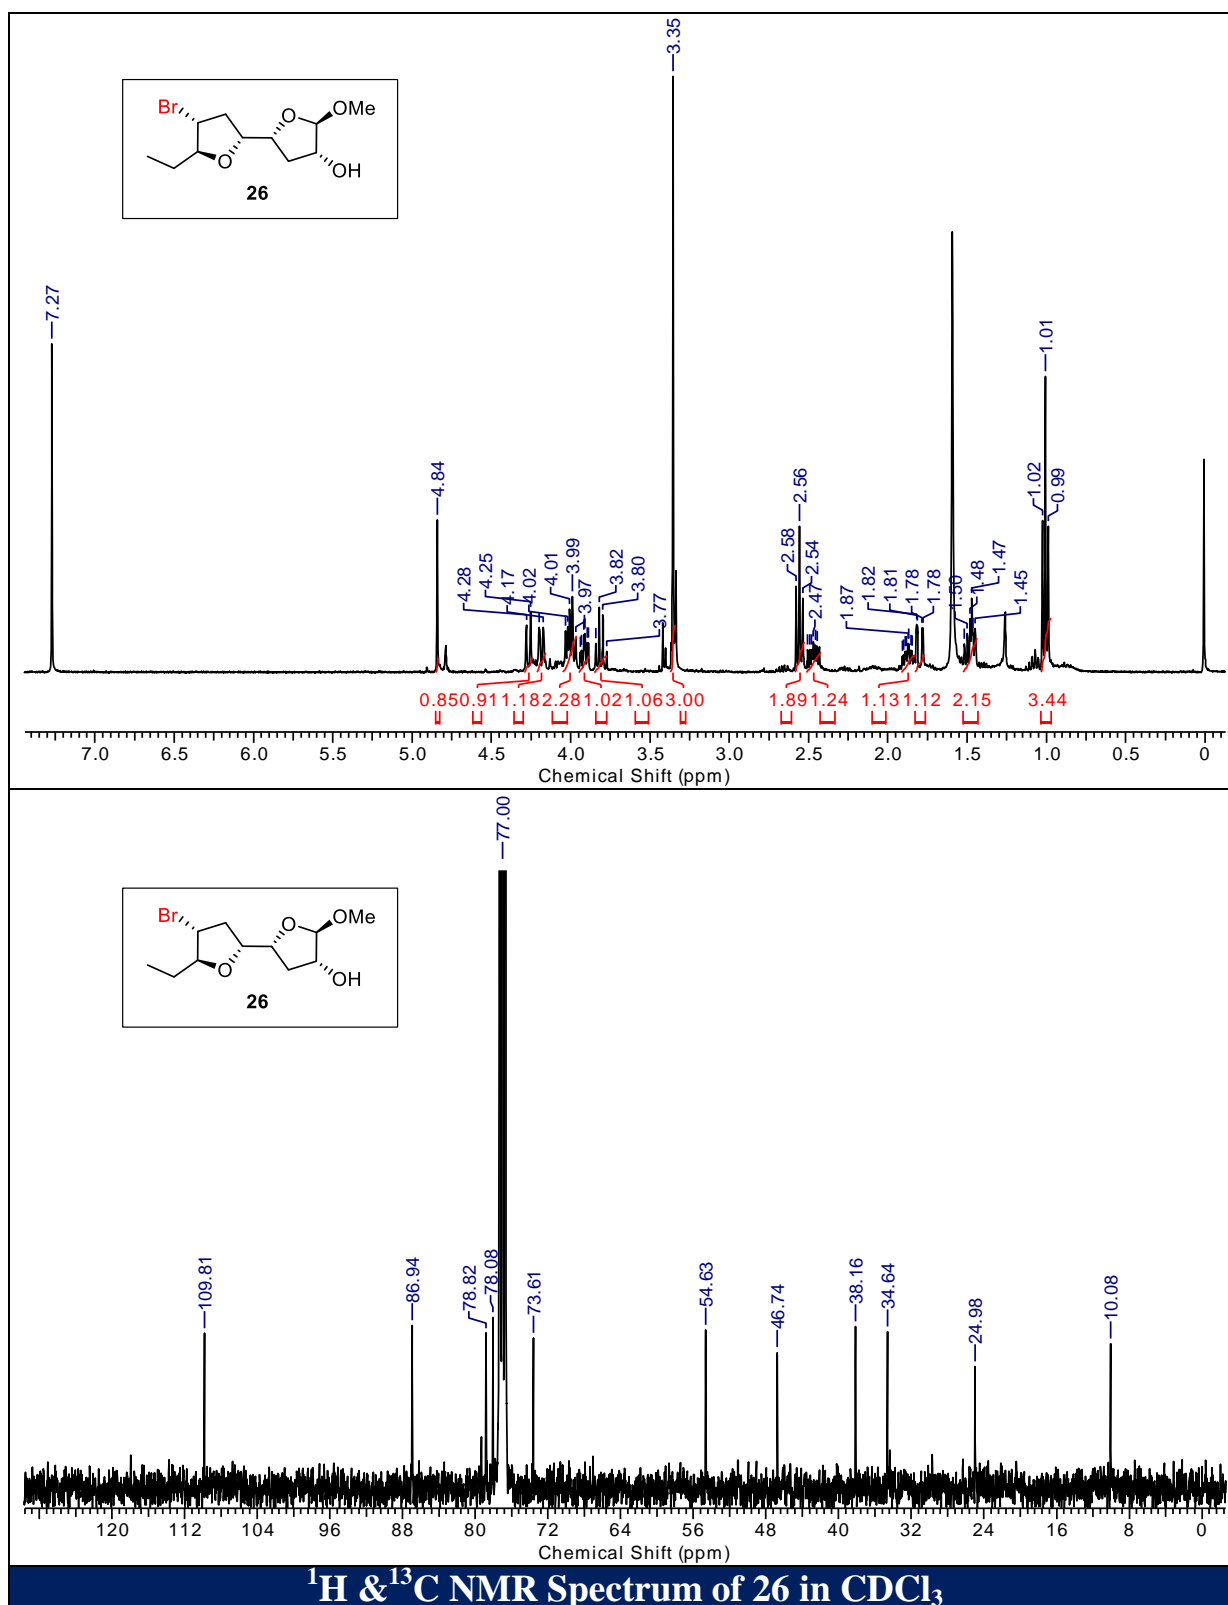 3.35
Br
O
OMe
O
OH
26
7.27
4.84
4.28
4.25
4.17
4.02
4.01
3.99
3.97
3.82
3.80
3.77
2.58
2.56
2.54
2.47
1.87
1.82
1.81
1.78
1.78
1.50
1.48
1.47
1.45
1.02
1.01
0.99
0.85 0.91 1.18 2.28 1.02 1.06 3.00 1.89 1.24 1.13 1.12 2.15 3.44
7.0 6.5 6.0 5.5 5.0 4.5 4.0 3.5 3.0 2.5 2.0 1.5 1.0 0.5 0
Chemical Shift (ppm)
77.00
Br
O
OMe
O
OH
26
109.81
86.94
78.82
78.08
73.61
54.63
46.74
38.16
34.64
24.98
10.08
120 112 104 96 88 80 72 64 56 48 40 32 24 16 8 0
Chemical Shift (ppm)
¹H &¹³C NMR Spectrum of 26 in CDCl₃